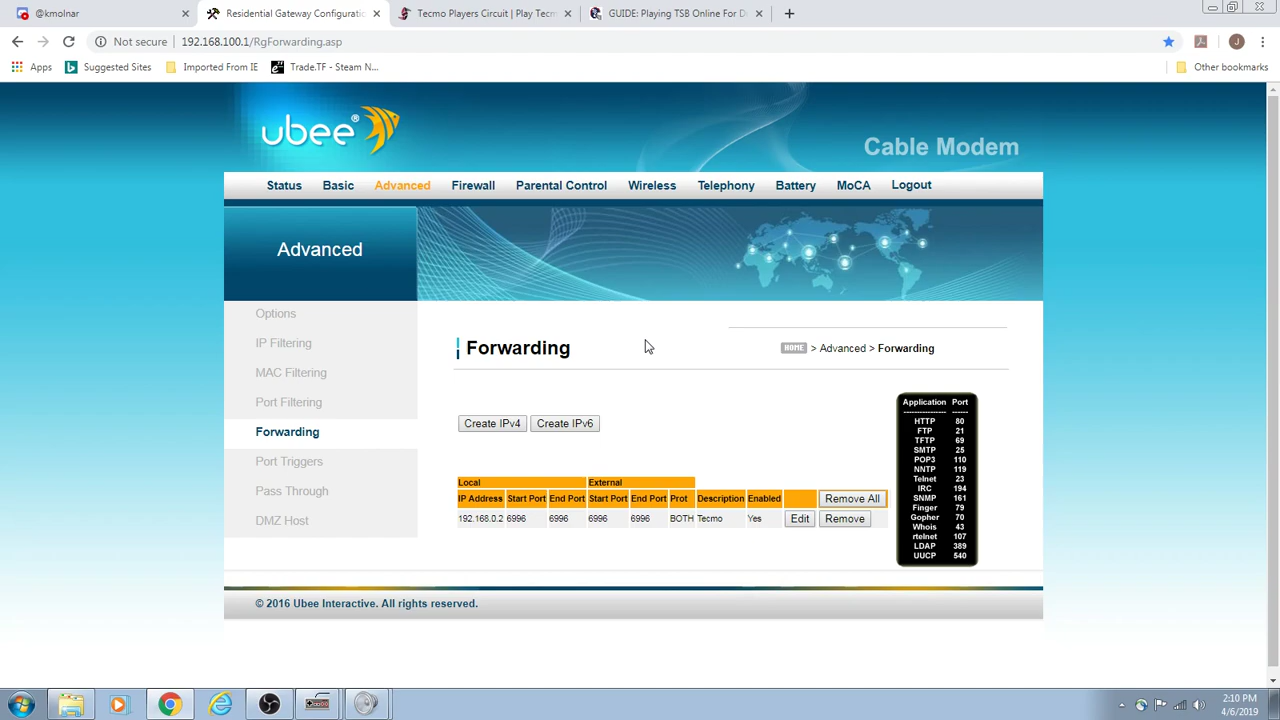 @kmolnar
Residential Gateway Configuratio
Tecmo Players Circuit | Play Tecm
GUIDE: Playing TSB Online For D
Not secure
192.168.100.1/RgForwarding.asp
J
Apps
Suggested Sites
Imported From IE
Trade.TF - Steam N...
Other bookmarks
ubee®
Cable Modem
Status Basic Advanced Firewall Parental Control Wireless Telephony Battery MoCA Logout
Advanced
Options
IP Filtering
MAC Filtering
Port Filtering
Forwarding
Port Triggers
Pass Through
DMZ Host
Forwarding
HOME > Advanced > Forwarding
Create IPv4 Create IPv6
Local External
IP Address Start Port End Port Start Port End Port Prot Description Enabled Remove All
192.168.0.2 6996 6996 6996 6996 BOTH Tecmo Yes Edit Remove
Application Port
---------------- ------
HTTP 80
FTP 21
TFTP 69
SMTP 25
POP3 110
NNTP 119
Telnet 23
IRC 194
SNMP 161
Finger 79
Gopher 70
Whois 43
rtelnet 107
LDAP 389
UUCP 540
© 2016 Ubee Interactive. All rights reserved.
2:10 PM
4/6/2019